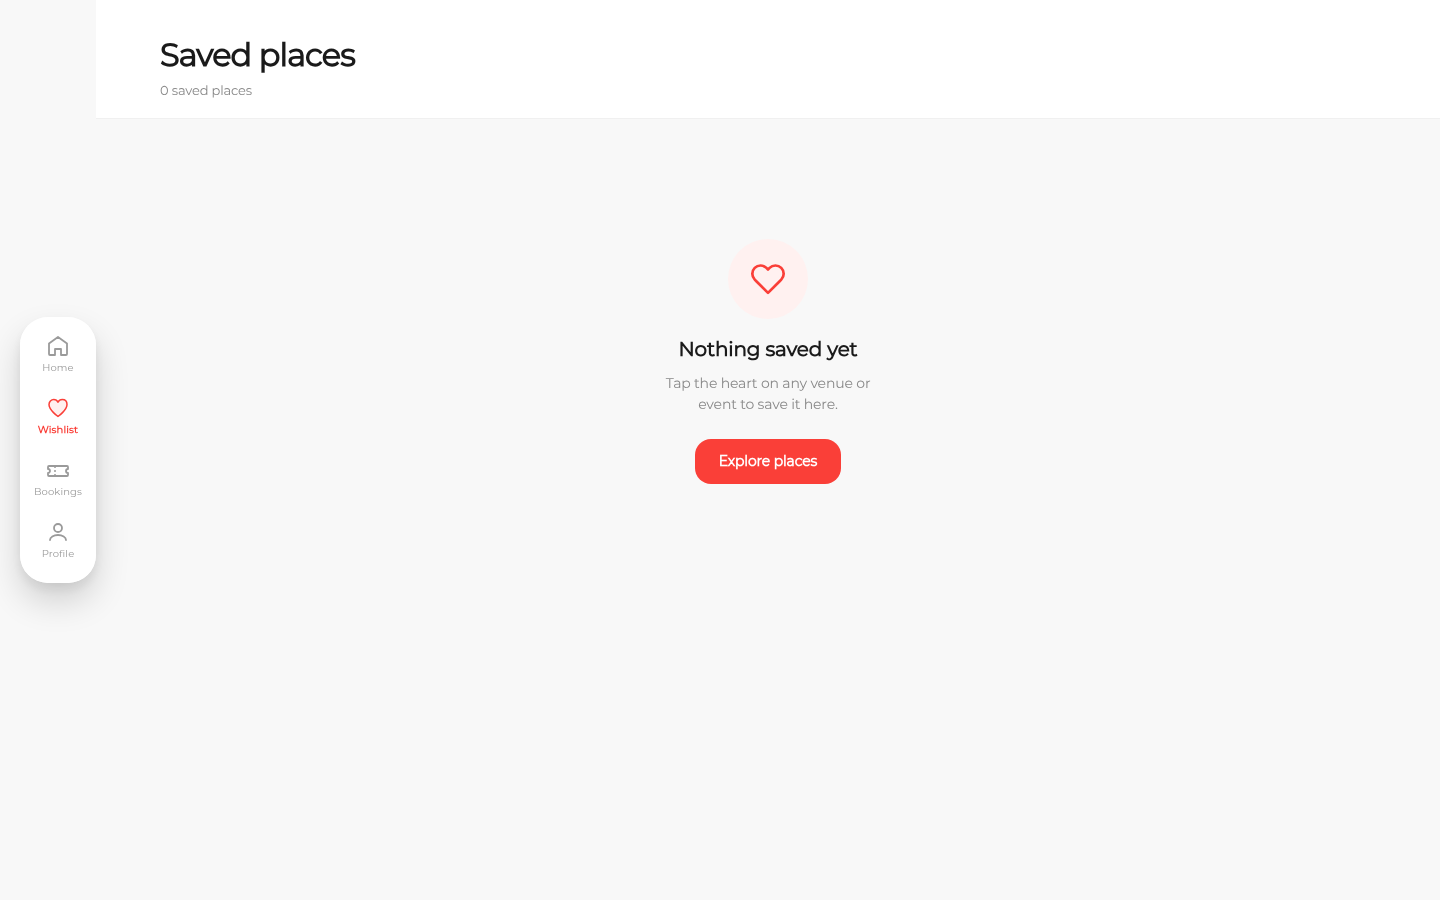 Saved places
0 saved places
Home
Wishlist
Bookings
Profile
Nothing saved yet
Tap the heart on any venue or
event to save it here.
Explore places